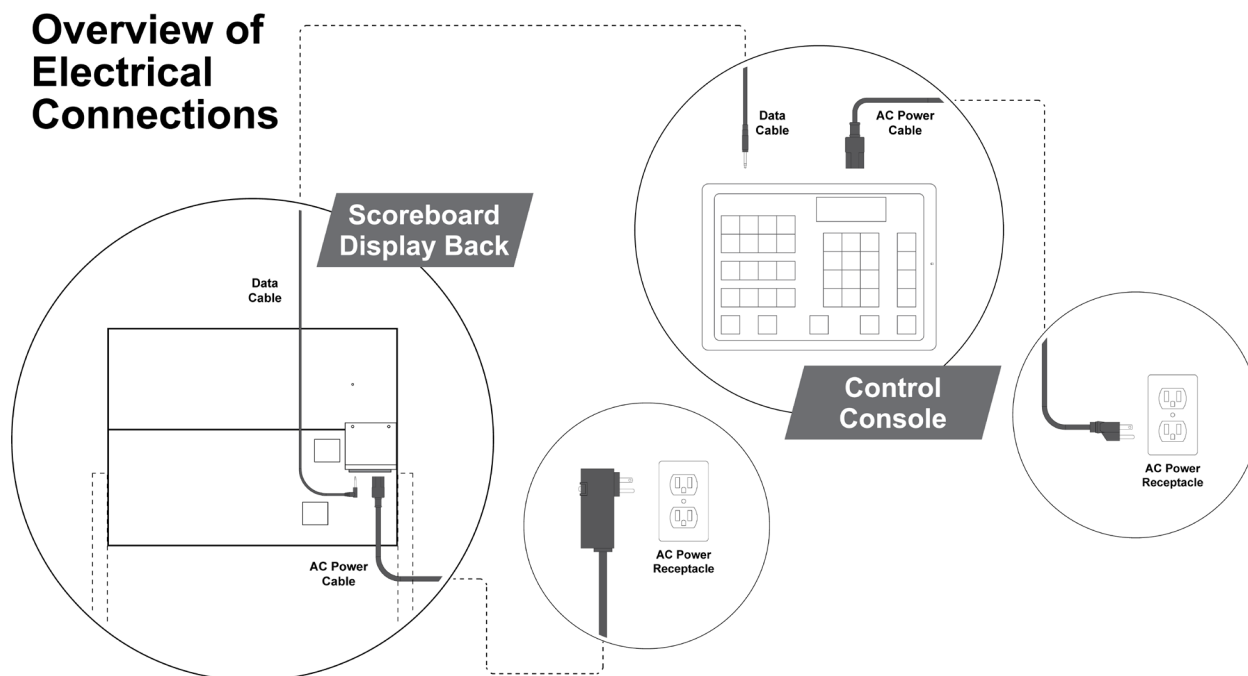 Overview of
Electrical
Connections
Data
Cable
AC Power
Cable
Scoreboard
Display Back
Data
Cable
Control
Console
AC Power
Receptacle
AC Power
Receptacle
AC Power
Cable